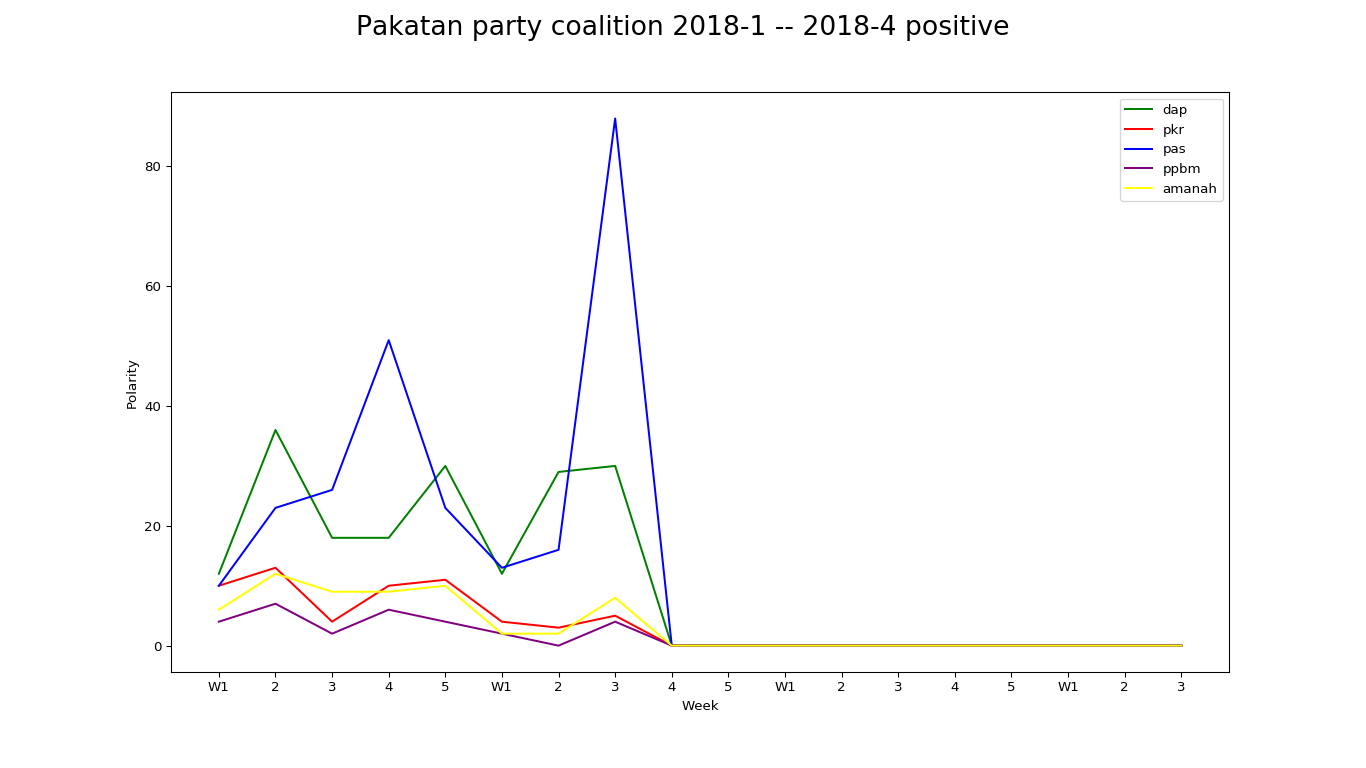 Pakatan party coalition 2018-1 -- 2018-4 positive
dap
pkr
pas
ppbm
amanah
80
60
40
20
0
Polarity
W1 2 3 4 5 W1 2 3 4 5 W1 2 3 4 5 W1 2 3
Week